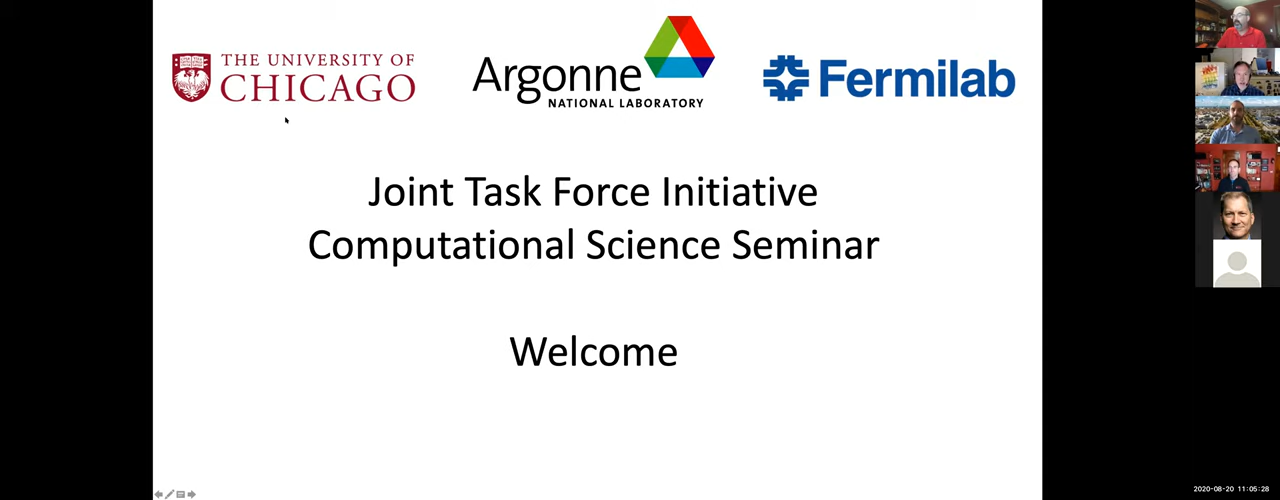 THE UNIVERSITY OF
CHICAGO
Argonne
NATIONAL LABORATORY
Fermilab
Joint Task Force Initiative
Computational Science Seminar
Welcome
2020-08-20 11:05:28